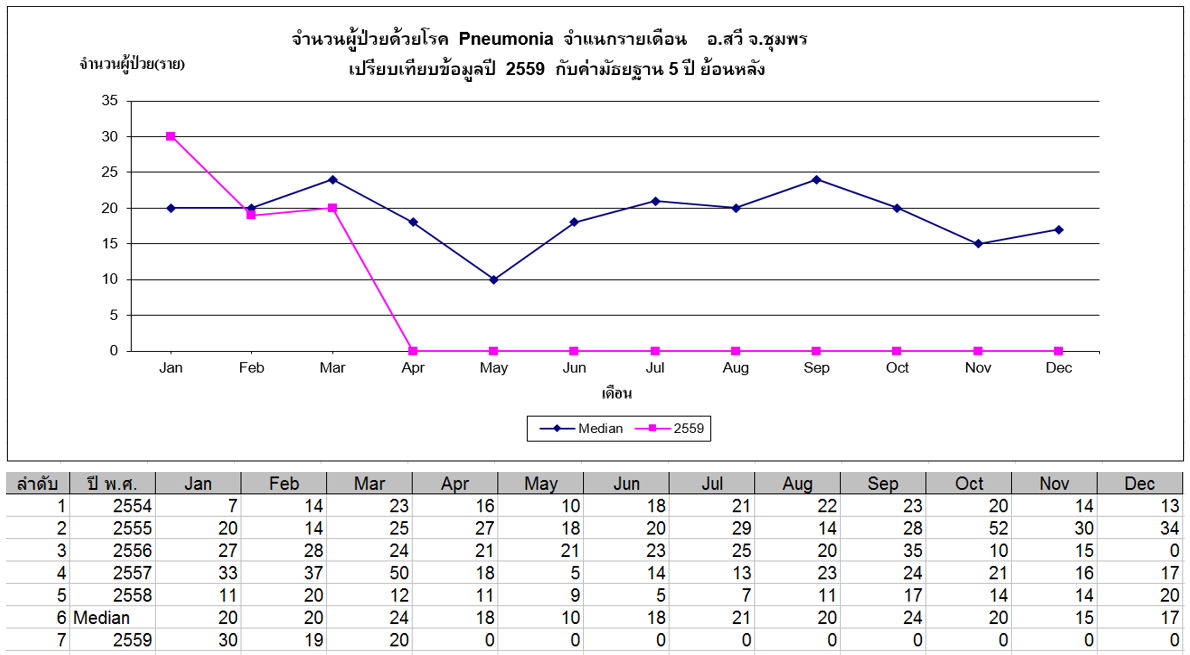 จำนวนผู้ป่วยด้วยโรค Pneumonia จำแนกรายเดือน อ.สวี จ.ชุมพร
เปรียบเทียบข้อมูลปี 2559 กับค่ามัธยฐาน 5 ปี ย้อนหลัง
จำนวนผู้ป่วย(ราย)
35
30
25
20
15
10
5
0
Jan Feb Mar Apr May Jun Jul Aug Sep Oct Nov Dec
เดือน
Median 2559
ลำดับ ปี พ.ศ. Jan Feb Mar Apr May Jun Jul Aug Sep Oct Nov Dec
1 2554 7 14 23 16 10 18 21 22 23 20 14 13
2 2555 20 14 25 27 18 20 29 14 28 52 30 34
3 2556 27 28 24 21 21 23 25 20 35 10 15 0
4 2557 33 37 50 18 5 14 13 23 24 21 16 17
5 2558 11 20 12 11 9 5 7 11 17 14 14 20
6 Median 20 20 24 18 10 18 21 20 24 20 15 17
7 2559 30 19 20 0 0 0 0 0 0 0 0 0